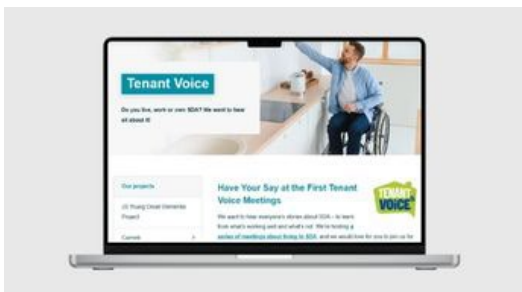 Tenant Voice
Do you live, work or own SDA? We want to hear
all about it!
Our projects
Project
Current
Have Your Say at the First Tenant
Voice Meetings
TENANT
VOICE
We want to hear everyone's stories about SDA - to learn
from what's working well and what's not. We're hosting a
series of meetings about living in SDA, and we would love for you to join us for